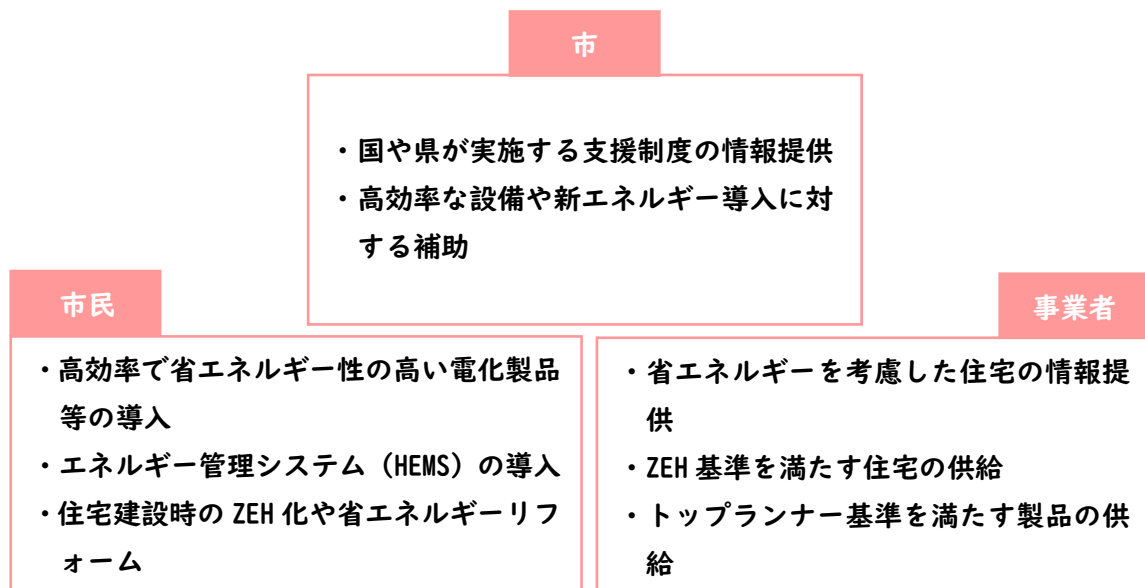 市
・国や県が実施する支援制度の情報提供
・高効率な設備や新エネルギー導入に対
する補助
市民
・高効率で省エネルギー性の高い電化製品
等の導入
・エネルギー管理システム（HEMS）の導入
・住宅建設時の ZEH 化や省エネルギーリフ
ォーム
事業者
・省エネルギーを考慮した住宅の情報提
供
・ZEH 基準を満たす住宅の供給
・トップランナー基準を満たす製品の供
給